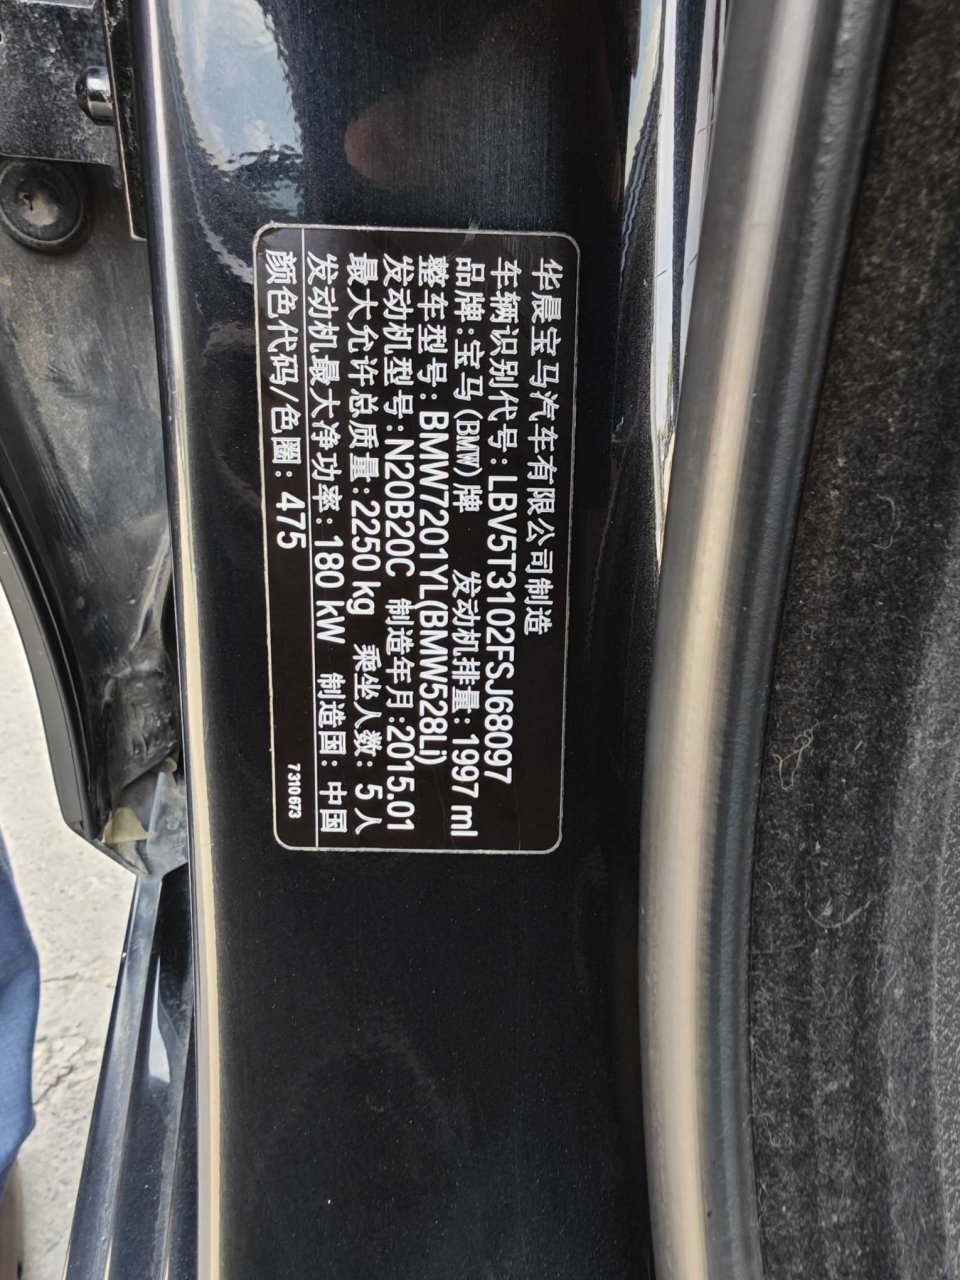 华晨宝马汽车有限公司制造
车辆识别代号:LBV5T3102FSJ68097
品牌:宝马(BMW)牌 发动机排量:1997 ml
整车型号:BMW7201YL(BMW528Li)
发动机型号:N20B20C 制造年月:2015.01
最大允许总质量:2250 kg 乘坐人数: 5 人
发动机最大净功率:180 kW 制造国: 中国
颜色代码/色圈: 475
7310673